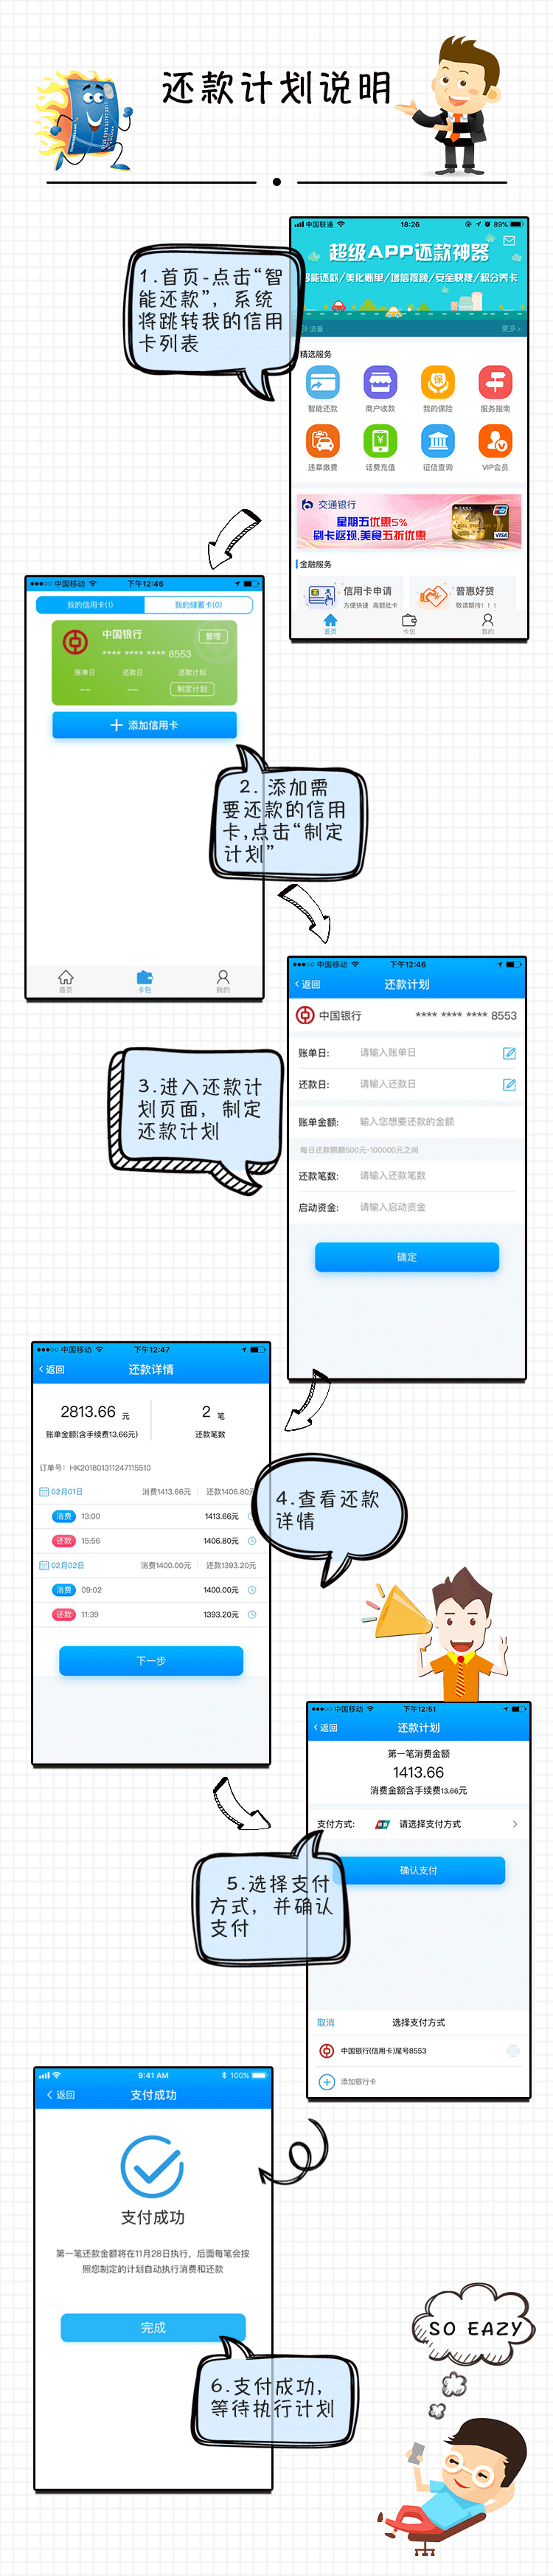 还款计划说明
1.首页-点击“智
能还款”，系统
将跳转我的信用
卡列表
中国联通 18:26 89%
超级APP还款神器
能还款/美化账单/增信提额/安全快捷/积分养卡
更多>
精选服务
智能还款 商户收款 我的保险 服务指南
违章缴费 话费充值 征信查询 VIP会员
交通银行
星期五优惠5%
刷卡返现,美食五折优惠
VISA
金融服务
信用卡申请 普惠好贷
方便快捷 高额批卡 敬请期待！！！
首页 卡包 我的
中国移动 下午12:46
我的信用卡(1) 我的储蓄卡(0)
中国银行 管理
**** **** **** 8553
账单日 还款日 还款计划
-- -- 制定计划
添加信用卡
2. 添加需
要还款的信用
卡,点击“制定
计划”
首页 卡包 我的
中国移动 下午12:46
返回 还款计划
中国银行 **** **** **** 8553
账单日: 请输入账单日
还款日: 请输入还款日
账单金额: 输入您想要还款的金额
每日还款限额500元~100000元之间
还款笔数: 请输入还款笔数
启动资金: 请输入启动资金
确定
3.进入还款计
划页面，制定
还款计划
中国移动 下午12:47
返回 还款详情
2813.66 元 2 笔
账单金额(含手续费13.66元) 还款笔数
订单号：HK201801311247115510
02月01日 消费1413.66元 还款1406.80元
消费 13:00 1413.66元
还款 15:56 1406.80元
02月02日 消费1400.00元 还款1393.20元
消费 09:02 1400.00元
还款 11:39 1393.20元
下一步
4.查看还款
详情
中国移动 下午12:51
返回 还款计划
第一笔消费金额
1413.66
消费金额含手续费13.66元
支付方式: 请选择支付方式
确认支付
5.选择支付
方式，并确认
支付
取消 选择支付方式
中国银行(信用卡)尾号8553
添加银行卡
9:41 AM 100%
返回 支付成功
支付成功
第一笔还款金额将在11月28日执行，后面每笔会按
照您制定的计划自动执行消费和还款
完成
6.支付成功，
等待执行计划
SO EAZY